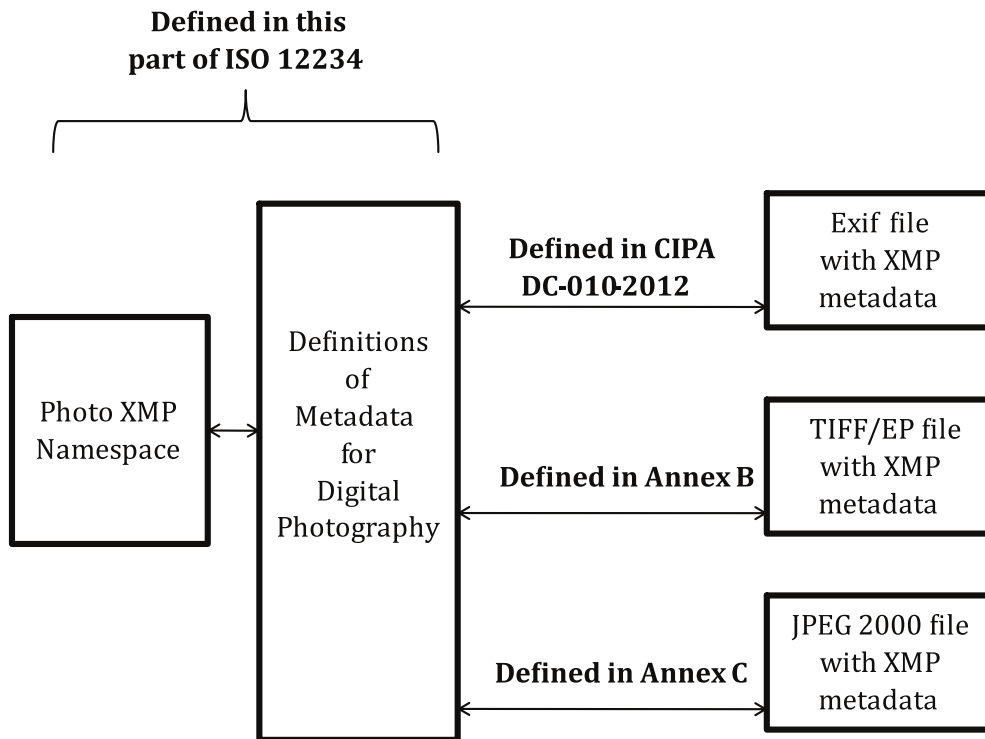 Defined in this
part of ISO 12234
Photo XMP
Namespace
Definitions
of
Metadata
for
Digital
Photography
Defined in CIPA
DC-010-2012
Exif file
with XMP
metadata
Defined in Annex B
TIFF/EP file
with XMP
metadata
Defined in Annex C
JPEG 2000 file
with XMP
metadata